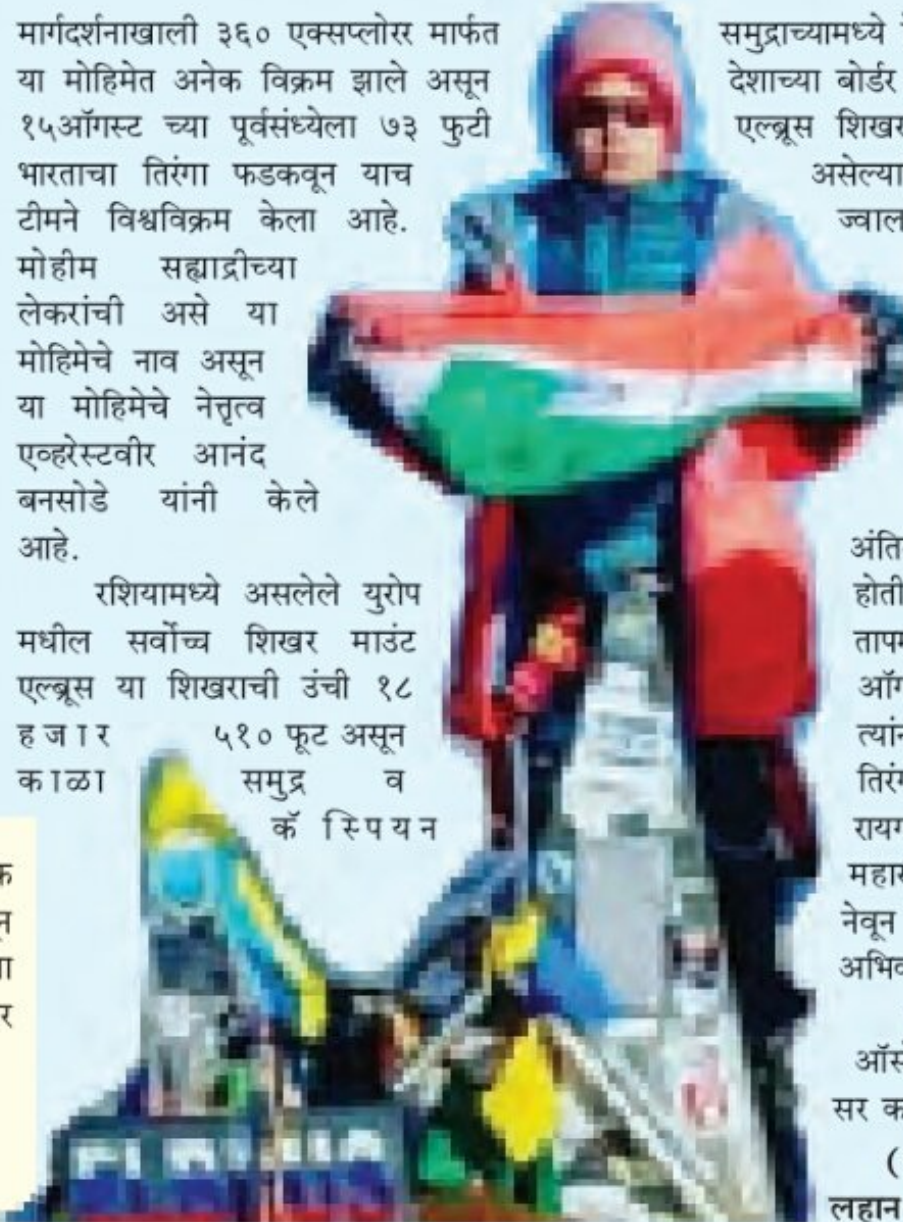 मार्गदर्शनाखाली ३६० एक्सप्लोरर मार्फत
या मोहिमेत अनेक विक्रम झाले असून
१५ऑगस्ट च्या पूर्वसंध्येला ७३ फुटी
भारताचा तिरंगा फडकवून याच
टीमने विश्वविक्रम केला आहे.
मोहीम सह्याद्रीच्या
लेकरांची असे या
मोहिमेचे नाव असून
या मोहिमेचे नेत्तृत्व
एव्हरेस्टवीर आनंद
बनसोडे यांनी केले
आहे.
रशियामध्ये असलेले युरोप
मधील सर्वोच्च शिखर माउंट
एल्ब्रूस या शिखराची उंची १८
हजार ५१० फूट असून
काळा समुद्र व
कॅस्पियन
समुद्राच्यामध्ये
देशाच्या बोर्डर
एल्ब्रूस शिखर
असेल्या
ज्वाल
अंति
होती
ताप
ऑग
त्यांन
तिरं
राय
महा
नेवून
अभि
ऑस
सर क
(
लहान